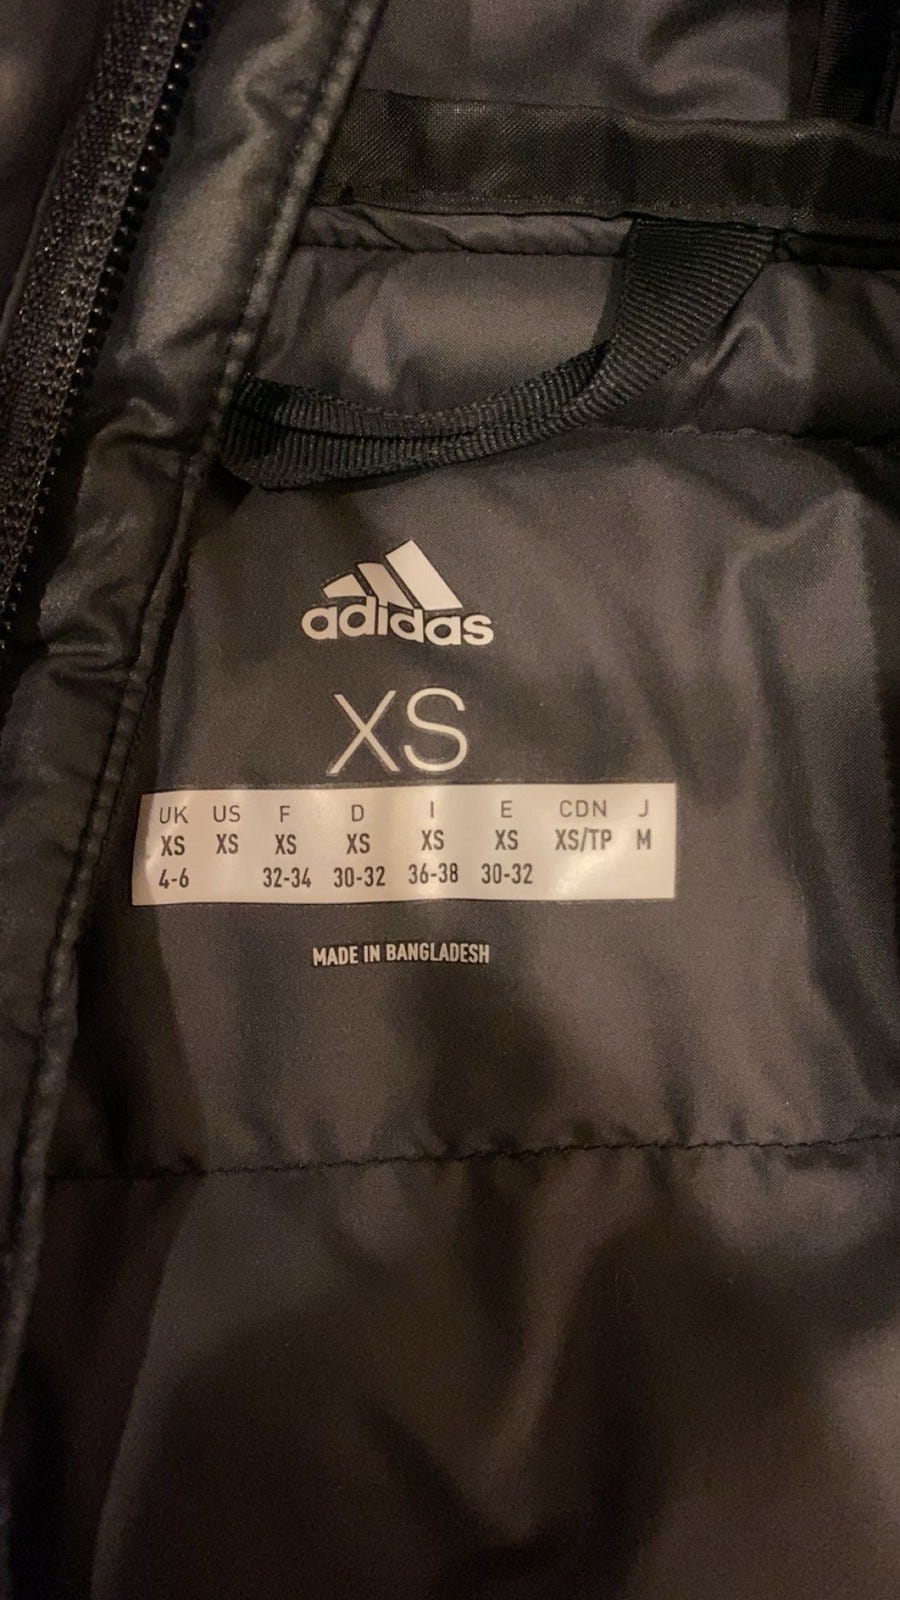 adidas
XS
UK US F D I E CDN J
XS XS XS XS XS XS XS/TP M
4-6 32-34 30-32 36-38 30-32
MADE IN BANGLADESH